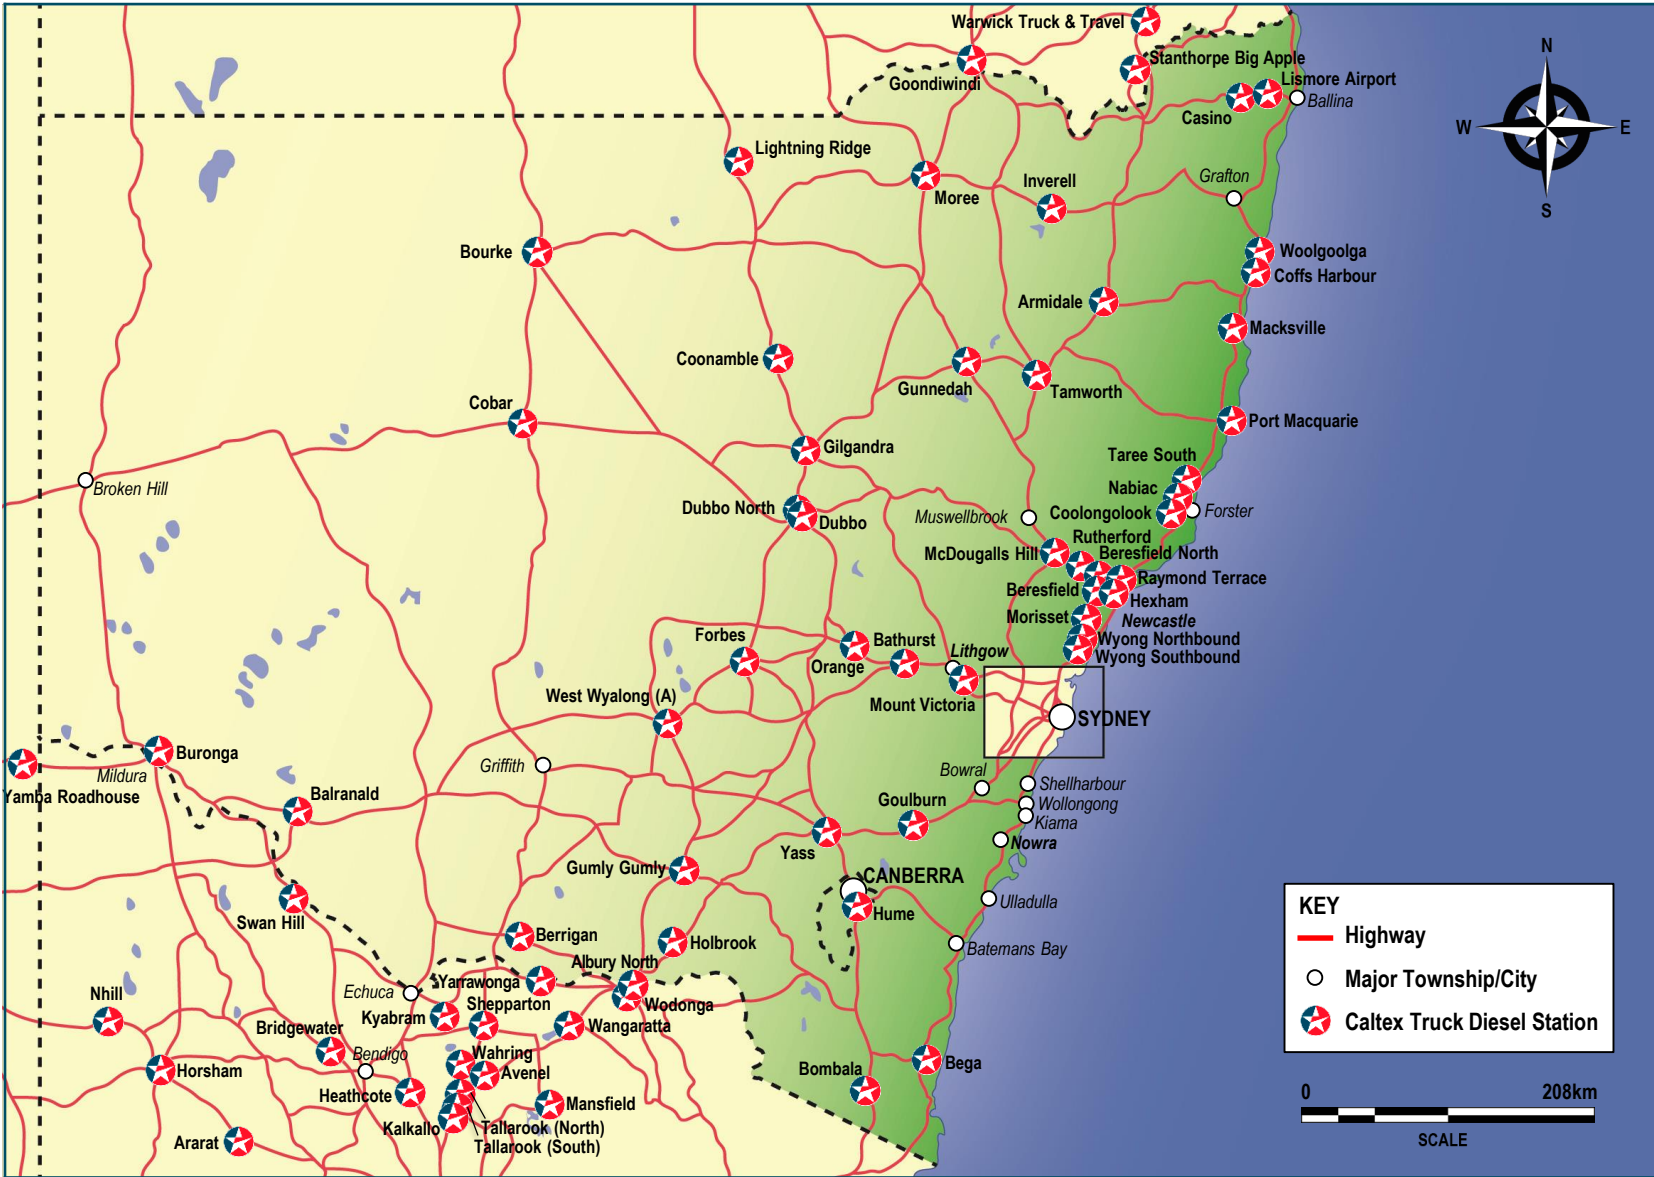 Warwick Truck & Travel
Stanthorpe Big Apple
Goondiwindi
Lismore Airport
Ballina
Casino
N
W
E
S
Lightning Ridge
Moree
Inverell
Grafton
Bourke
Woolgoolga
Coffs Harbour
Armidale
Macksville
Coonamble
Gunnedah
Tamworth
Cobar
Port Macquarie
Gilgandra
Taree South
Broken Hill
Nabiac
Dubbo North
Dubbo
Muswellbrook
Coolongolook
Forster
Rutherford
McDougalls Hill
Beresfield North
Raymond Terrace
Beresfield
Hexham
Morisset
Newcastle
Forbes
Bathurst
Wyong Northbound
Orange
Lithgow
Wyong Southbound
West Wyalong (A)
Mount Victoria
SYDNEY
Buronga
Mildura
Griffith
Bowral
Shellharbour
Yamba Roadhouse
Balranald
Goulburn
Wollongong
Kiama
Yass
Nowra
Gumly Gumly
CANBERRA
Hume
Ulladulla
Swan Hill
Berrigan
Holbrook
Batemans Bay
Albury North
Yarrawonga
Echuca
Shepparton
Wodonga
Nhill
Kyabram
Wangaratta
Bridgewater
Bendigo
Wahring
Avenel
Horsham
Heathcote
Mansfield
Bombala
Bega
Kalkallo
Tallarook (North)
Ararat
Tallarook (South)
KEY
Highway
Major Township/City
Caltex Truck Diesel Station
0
208km
SCALE